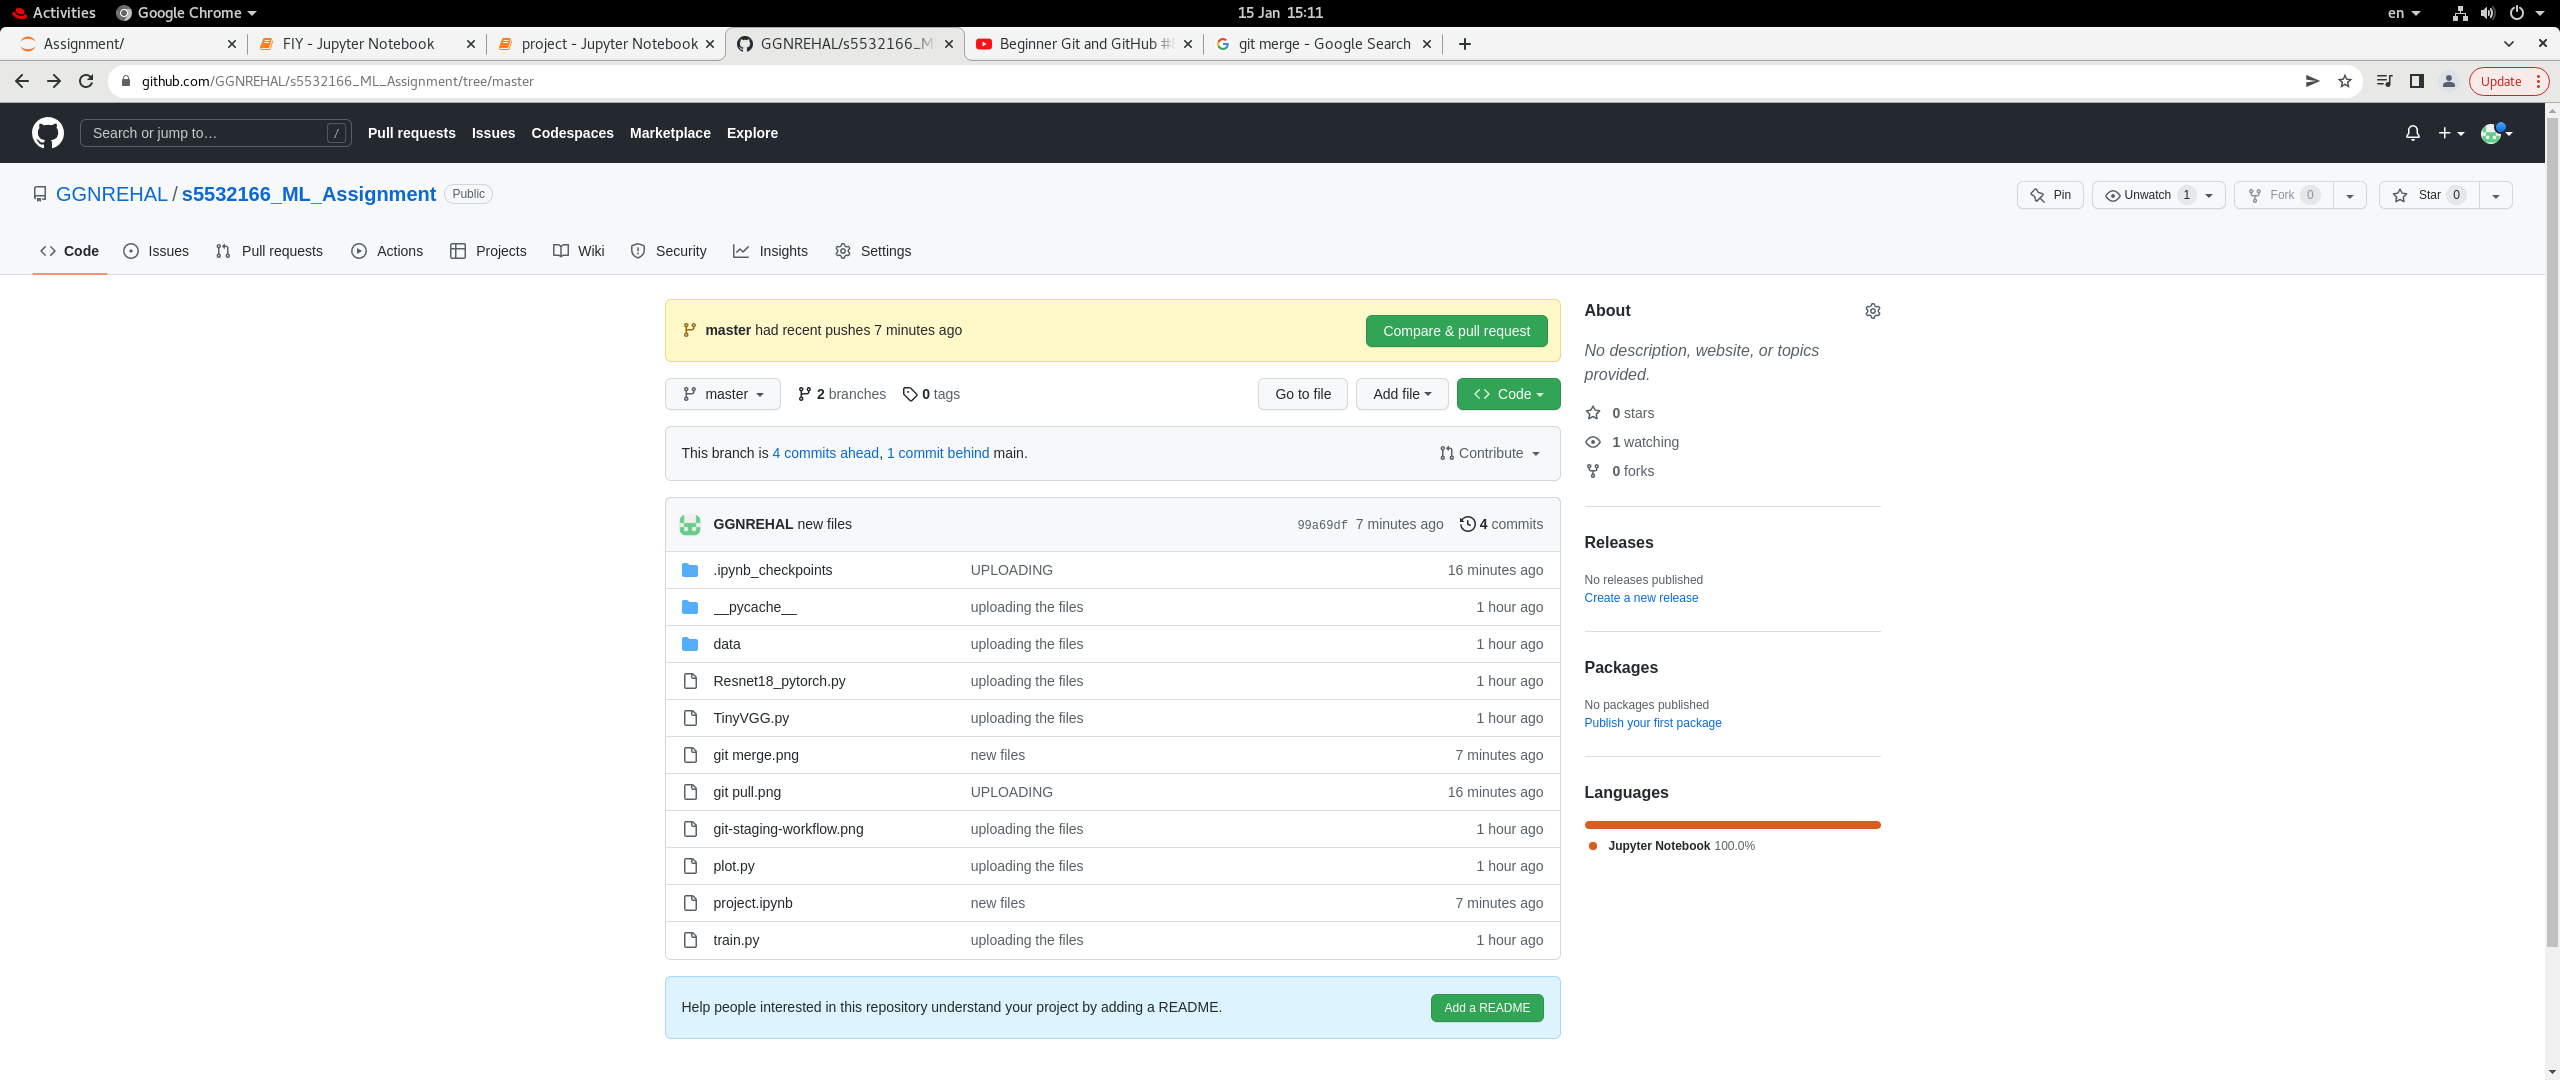 Activities Google Chrome 15 Jan 15:11 en
Assignment/ FIY - Jupyter Notebook project - Jupyter Notebook GGNREHAL/s5532166_M Beginner Git and GitHub git merge - Google Search
github.com/GGNREHAL/s5532166_ML_Assignment/tree/master Update
Search or jump to… / Pull requests Issues Codespaces Marketplace Explore
GGNREHAL / s5532166_ML_Assignment Public Pin Unwatch 1 Fork 0 Star 0
Code Issues Pull requests Actions Projects Wiki Security Insights Settings
master had recent pushes 7 minutes ago Compare & pull request
master 2 branches 0 tags Go to file Add file Code
This branch is 4 commits ahead, 1 commit behind main. Contribute
GGNREHAL new files 99a69df 7 minutes ago 4 commits
.ipynb_checkpoints UPLOADING 16 minutes ago
__pycache__ uploading the files 1 hour ago
data uploading the files 1 hour ago
Resnet18_pytorch.py uploading the files 1 hour ago
TinyVGG.py uploading the files 1 hour ago
git merge.png new files 7 minutes ago
git pull.png UPLOADING 16 minutes ago
git-staging-workflow.png uploading the files 1 hour ago
plot.py uploading the files 1 hour ago
project.ipynb new files 7 minutes ago
train.py uploading the files 1 hour ago
Help people interested in this repository understand your project by adding a README. Add a README
About
No description, website, or topics
provided.
0 stars
1 watching
0 forks
Releases
No releases published
Create a new release
Packages
No packages published
Publish your first package
Languages
Jupyter Notebook 100.0%